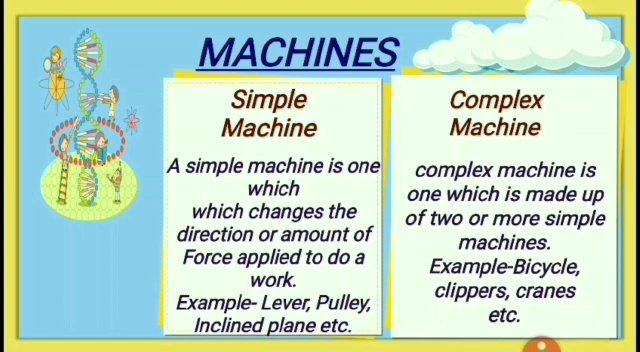 MACHINES
Simple
Machine
A simple machine is one
which
which changes the
direction or amount of
Force applied to do a
work.
Example- Lever, Pulley,
Inclined plane etc.
Complex
Machine
complex machine is
one which is made up
of two or more simple
machines.
Example-Bicycle,
clippers, cranes
etc.